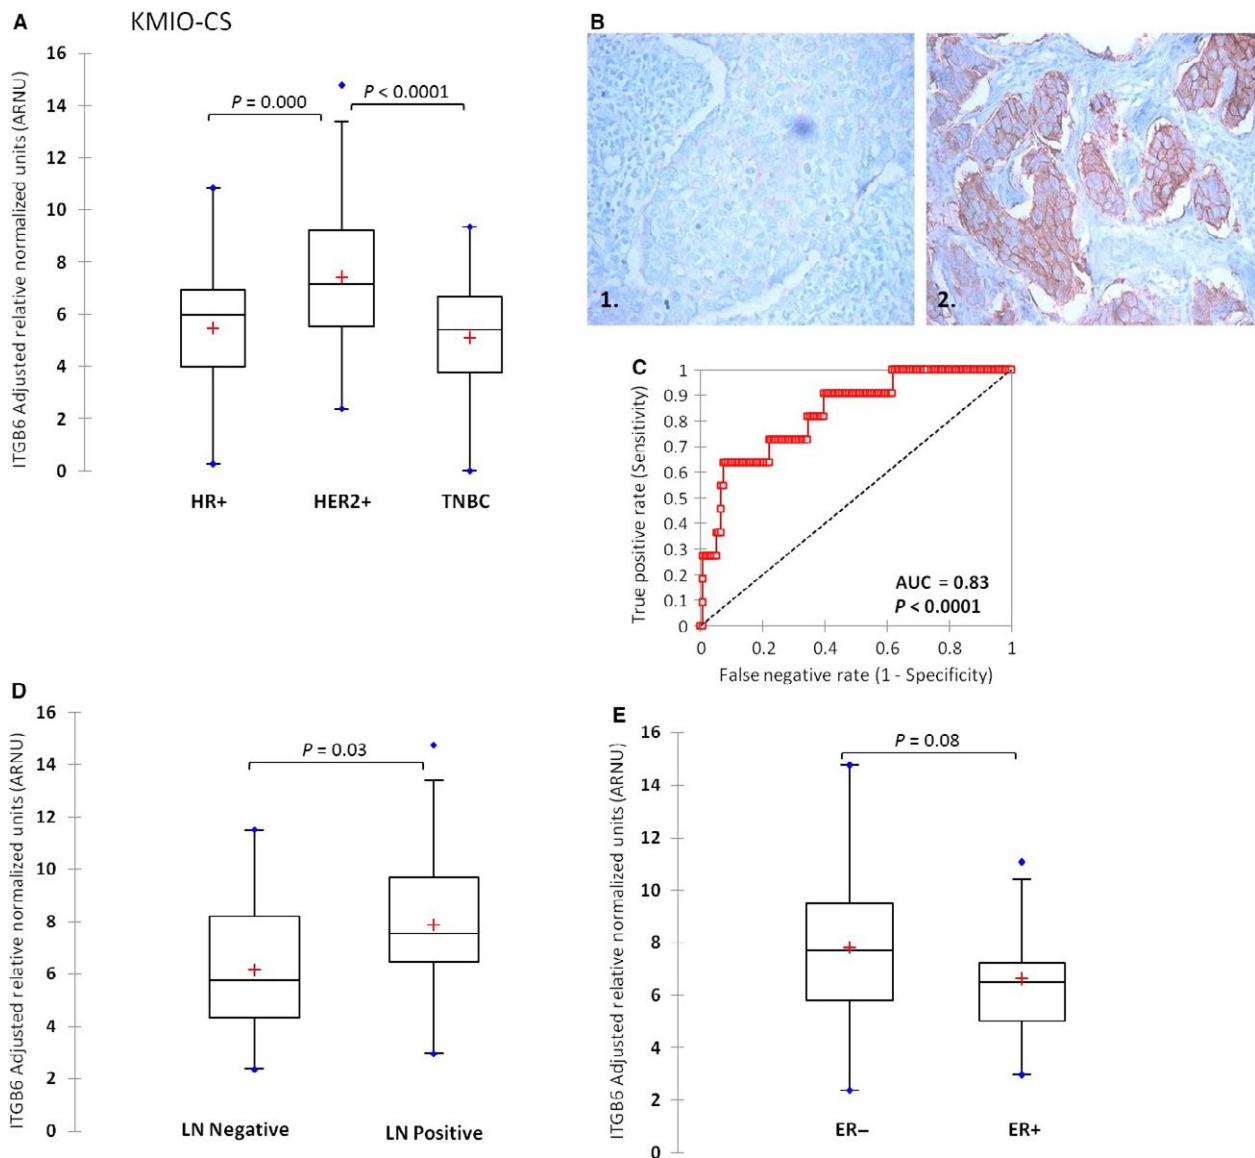 A
KMIO-CS
ITGB6 Adjusted relative normalized units (ARNU)
16
14
12
10
8
6
4
2
0
P = 0.000
P < 0.0001
HR+
HER2+
TNBC
B
1.
2.
C
True positive rate (Sensitivity)
1
0.9
0.8
0.7
0.6
0.5
0.4
0.3
0.2
0.1
0
AUC = 0.83
P < 0.0001
0
0.2
0.4
0.6
0.8
1
False negative rate (1 - Specificity)
D
ITGB6 Adjusted relative normalized units (ARNU)
16
14
12
10
8
6
4
2
0
P = 0.03
LN Negative
LN Positive
E
ITGB6 Adjusted relative normalized units (ARNU)
16
14
12
10
8
6
4
2
0
P = 0.08
ER−
ER+